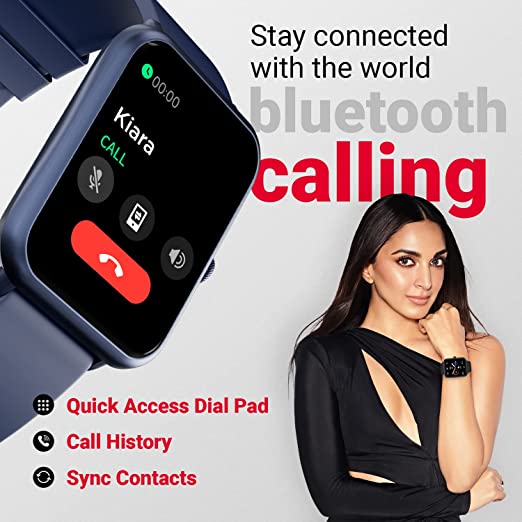 Stay connected
with the world
bluetooth
calling
00:00
Kiara
CALL
Quick Access Dial Pad
Call History
Sync Contacts